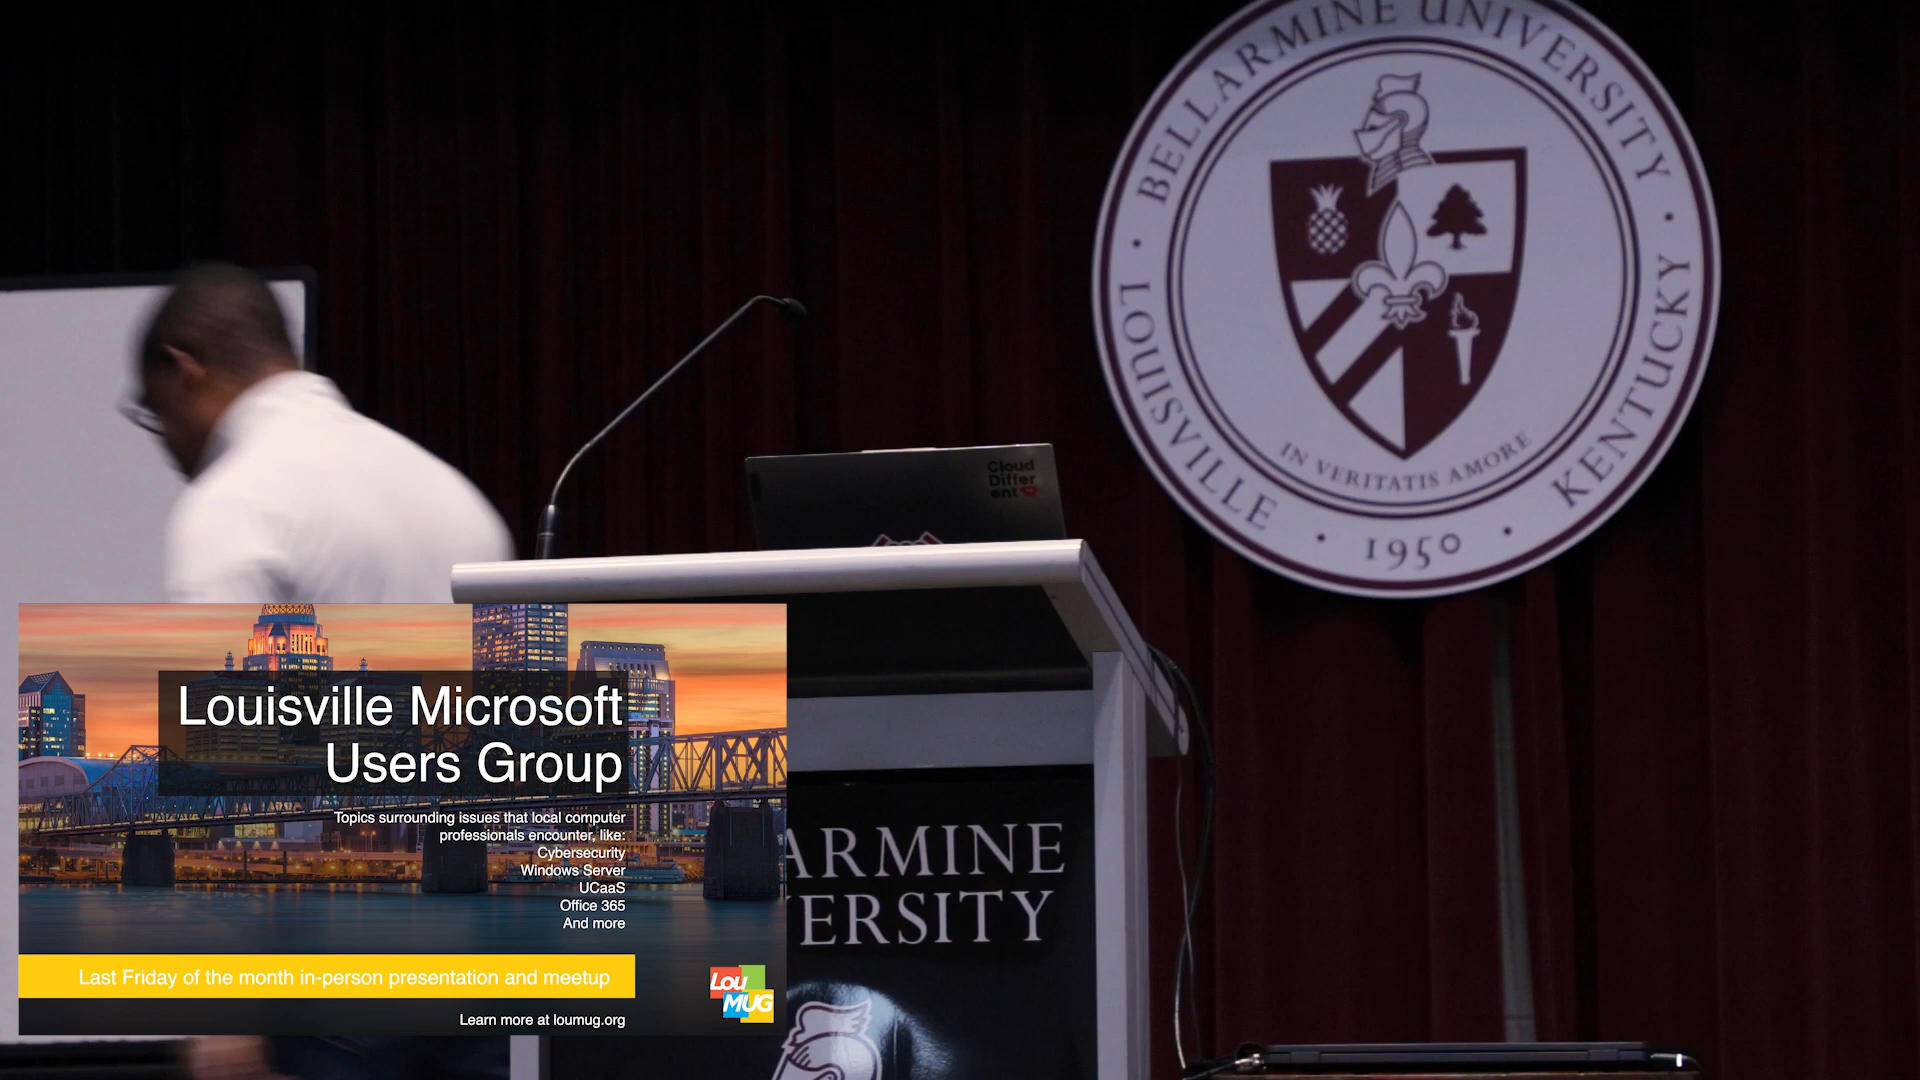 BELLARMINE UNIVERSITY
LOUISVILLE
KENTUCKY
1950
IN VERITATIS AMORE
Cloud
Differ
ent
Louisville Microsoft
Users Group
Topics surrounding issues that local computer
professionals encounter, like:
Cybersecurity
Windows Server
UCaaS
Office 365
And more
Last Friday of the month in-person presentation and meetup
LOU
MUG
Learn more at loumug.org
ARMINE
ERSITY